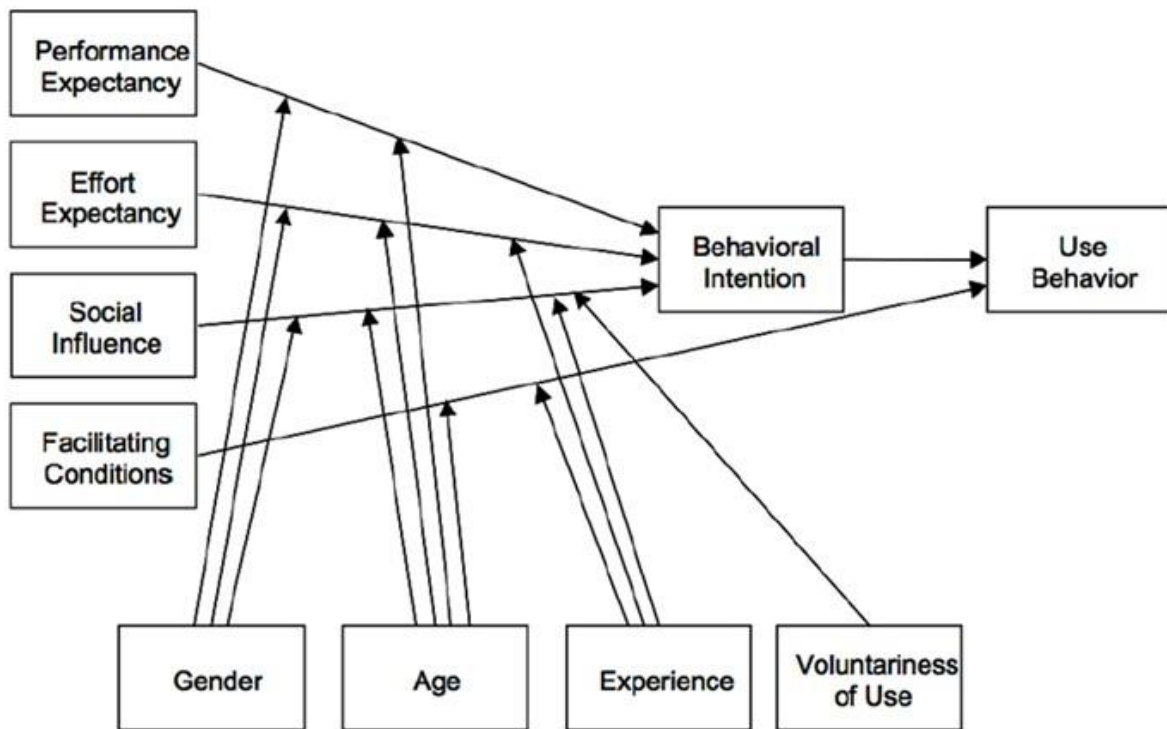 Performance
Expectancy
Effort
Expectancy
Social
Influence
Facilitating
Conditions
Behavioral
Intention
Use
Behavior
Gender
Age
Experience
Voluntariness
of Use